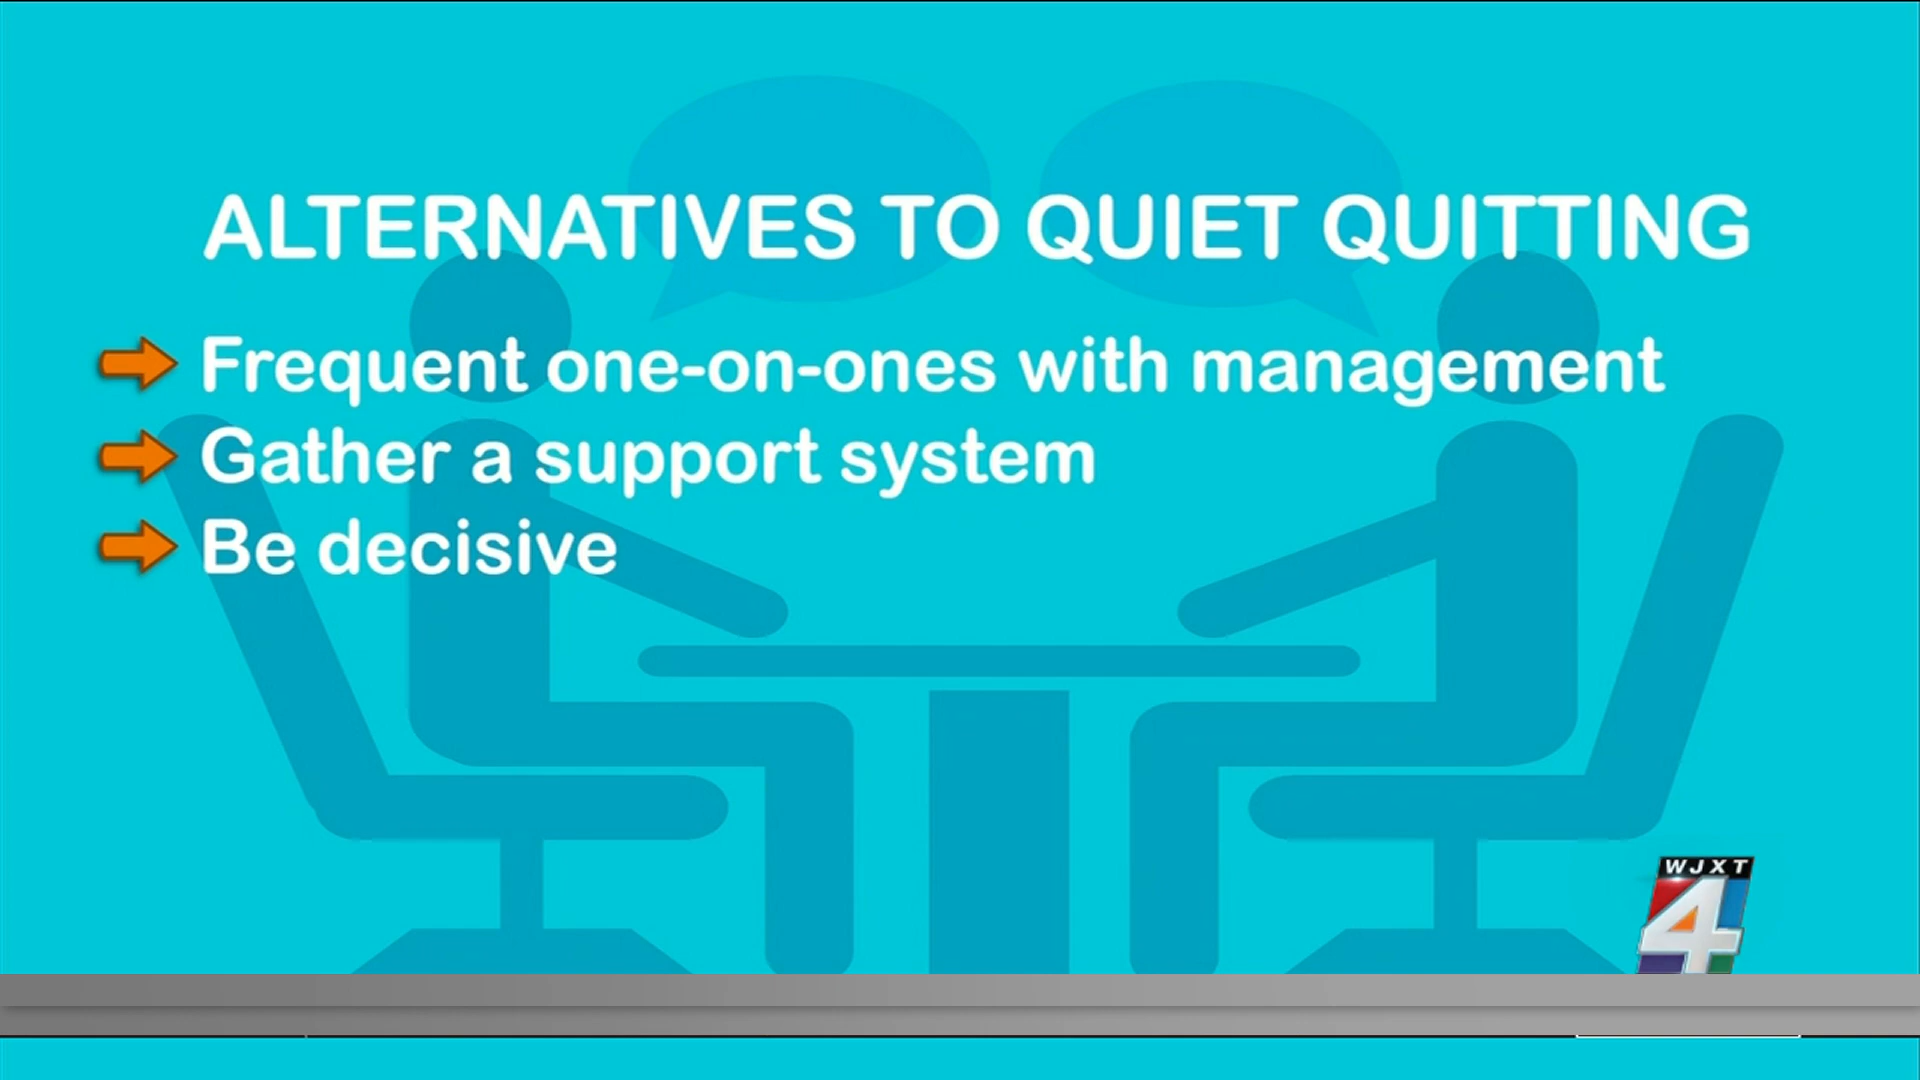 ALTERNATIVES TO QUIET QUITTING
Frequent one-on-ones with management
Gather a support system
Be decisive
WJXT
4